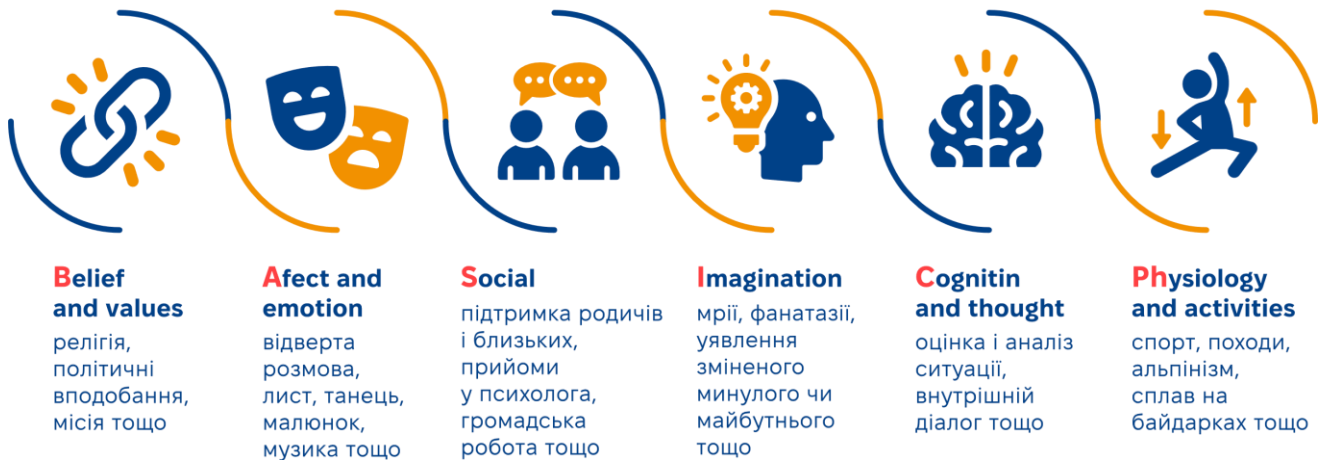 Belief
and values
релігія,
політичні
вподобання,
місія тощо
Afect and
emotion
відверта
розмова,
лист, танець,
малюнок,
музика тощо
Social
підтримка родичів
і близьких,
прийоми
у психолога,
громадська
робота тощо
Imagination
мрії, фанатазії,
уявлення
зміненого
минулого чи
майбутнього
тощо
Cognitin
and thought
оцінка і аналіз
ситуації,
внутрішній
діалог тощо
Physiology
and activities
спорт, походи,
альпінізм,
сплав на
байдарках тощо